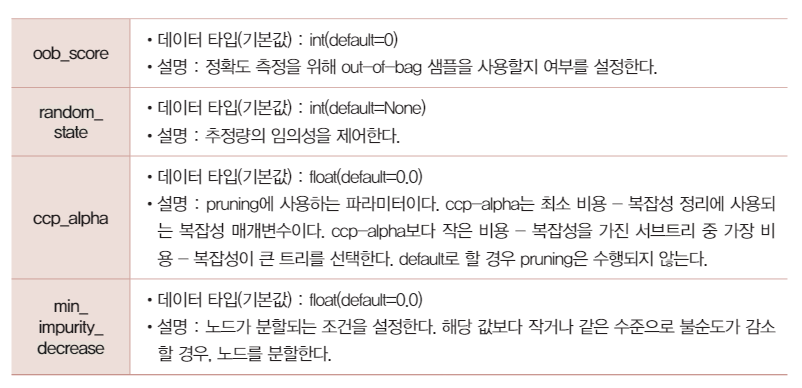 oob_score
• 데이터 타입(기본값) : int(default=0)
• 설명 : 정확도 측정을 위해 out-of-bag 샘플을 사용할지 여부를 설정한다.
random_
state
• 데이터 타입(기본값) : int(default=None)
• 설명 : 추정량의 임의성을 제어한다.
ccp_alpha
• 데이터 타입(기본값) : float(default=0.0)
• 설명 : pruning에 사용하는 파라미터이다. ccp-alpha는 최소 비용 – 복잡성 정리에 사용되
는 복잡성 매개변수이다. ccp-alpha보다 작은 비용 – 복잡성을 가진 서브트리 중 가장 비
용 – 복잡성이 큰 트리를 선택한다. default로 할 경우 pruning은 수행되지 않는다.
min_
impurity_
decrease
• 데이터 타입(기본값) : float(default=0.0)
• 설명 : 노드가 분할되는 조건을 설정한다. 해당 값보다 작거나 같은 수준으로 불순도가 감소
할 경우, 노드를 분할한다.